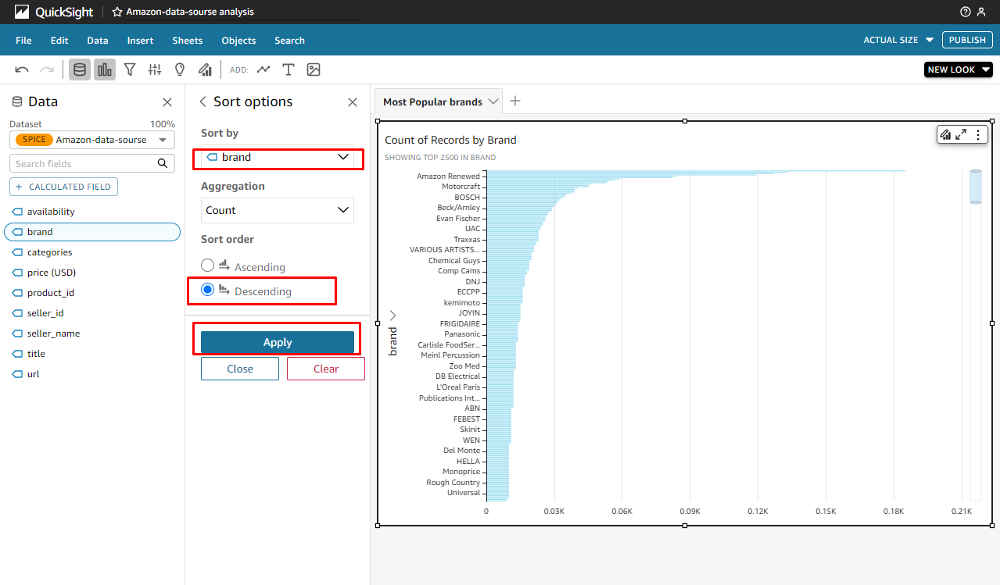 QuickSight
Amazon-data-sourse analysis
File Edit Data Insert Sheets Objects Search
ACTUAL SIZE
PUBLISH
ADD:
NEW LOOK
Data
Dataset
100%
SPICE Amazon-data-sourse
Search fields
+ CALCULATED FIELD
availability
brand
categories
price (USD)
product_id
seller_id
seller_name
title
url
Sort options
Sort by
brand
Aggregation
Count
Sort order
Ascending
Descending
Apply
Close
Clear
Most Popular brands
Count of Records by Brand
SHOWING TOP 2500 IN BRAND
brand
Amazon Renewed
Motorcraft
BOSCH
Beck/Arnley
Evan Fischer
UAC
Traxxas
VARIOUS ARTISTS...
Chemical Guys
Comp Cams
DNJ
ECCPP
kemimoto
JOYIN
FRIGIDAIRE
Panasonic
Carlisle FoodSer...
Meinl Percussion
Zoo Med
DB Electrical
L'Oreal Paris
Publications Int...
ABN
FEBEST
Skinit
WEN
Del Monte
HELLA
Monoprice
Rough Country
Universal
0 0.03K 0.06K 0.09K 0.12K 0.15K 0.18K 0.21K